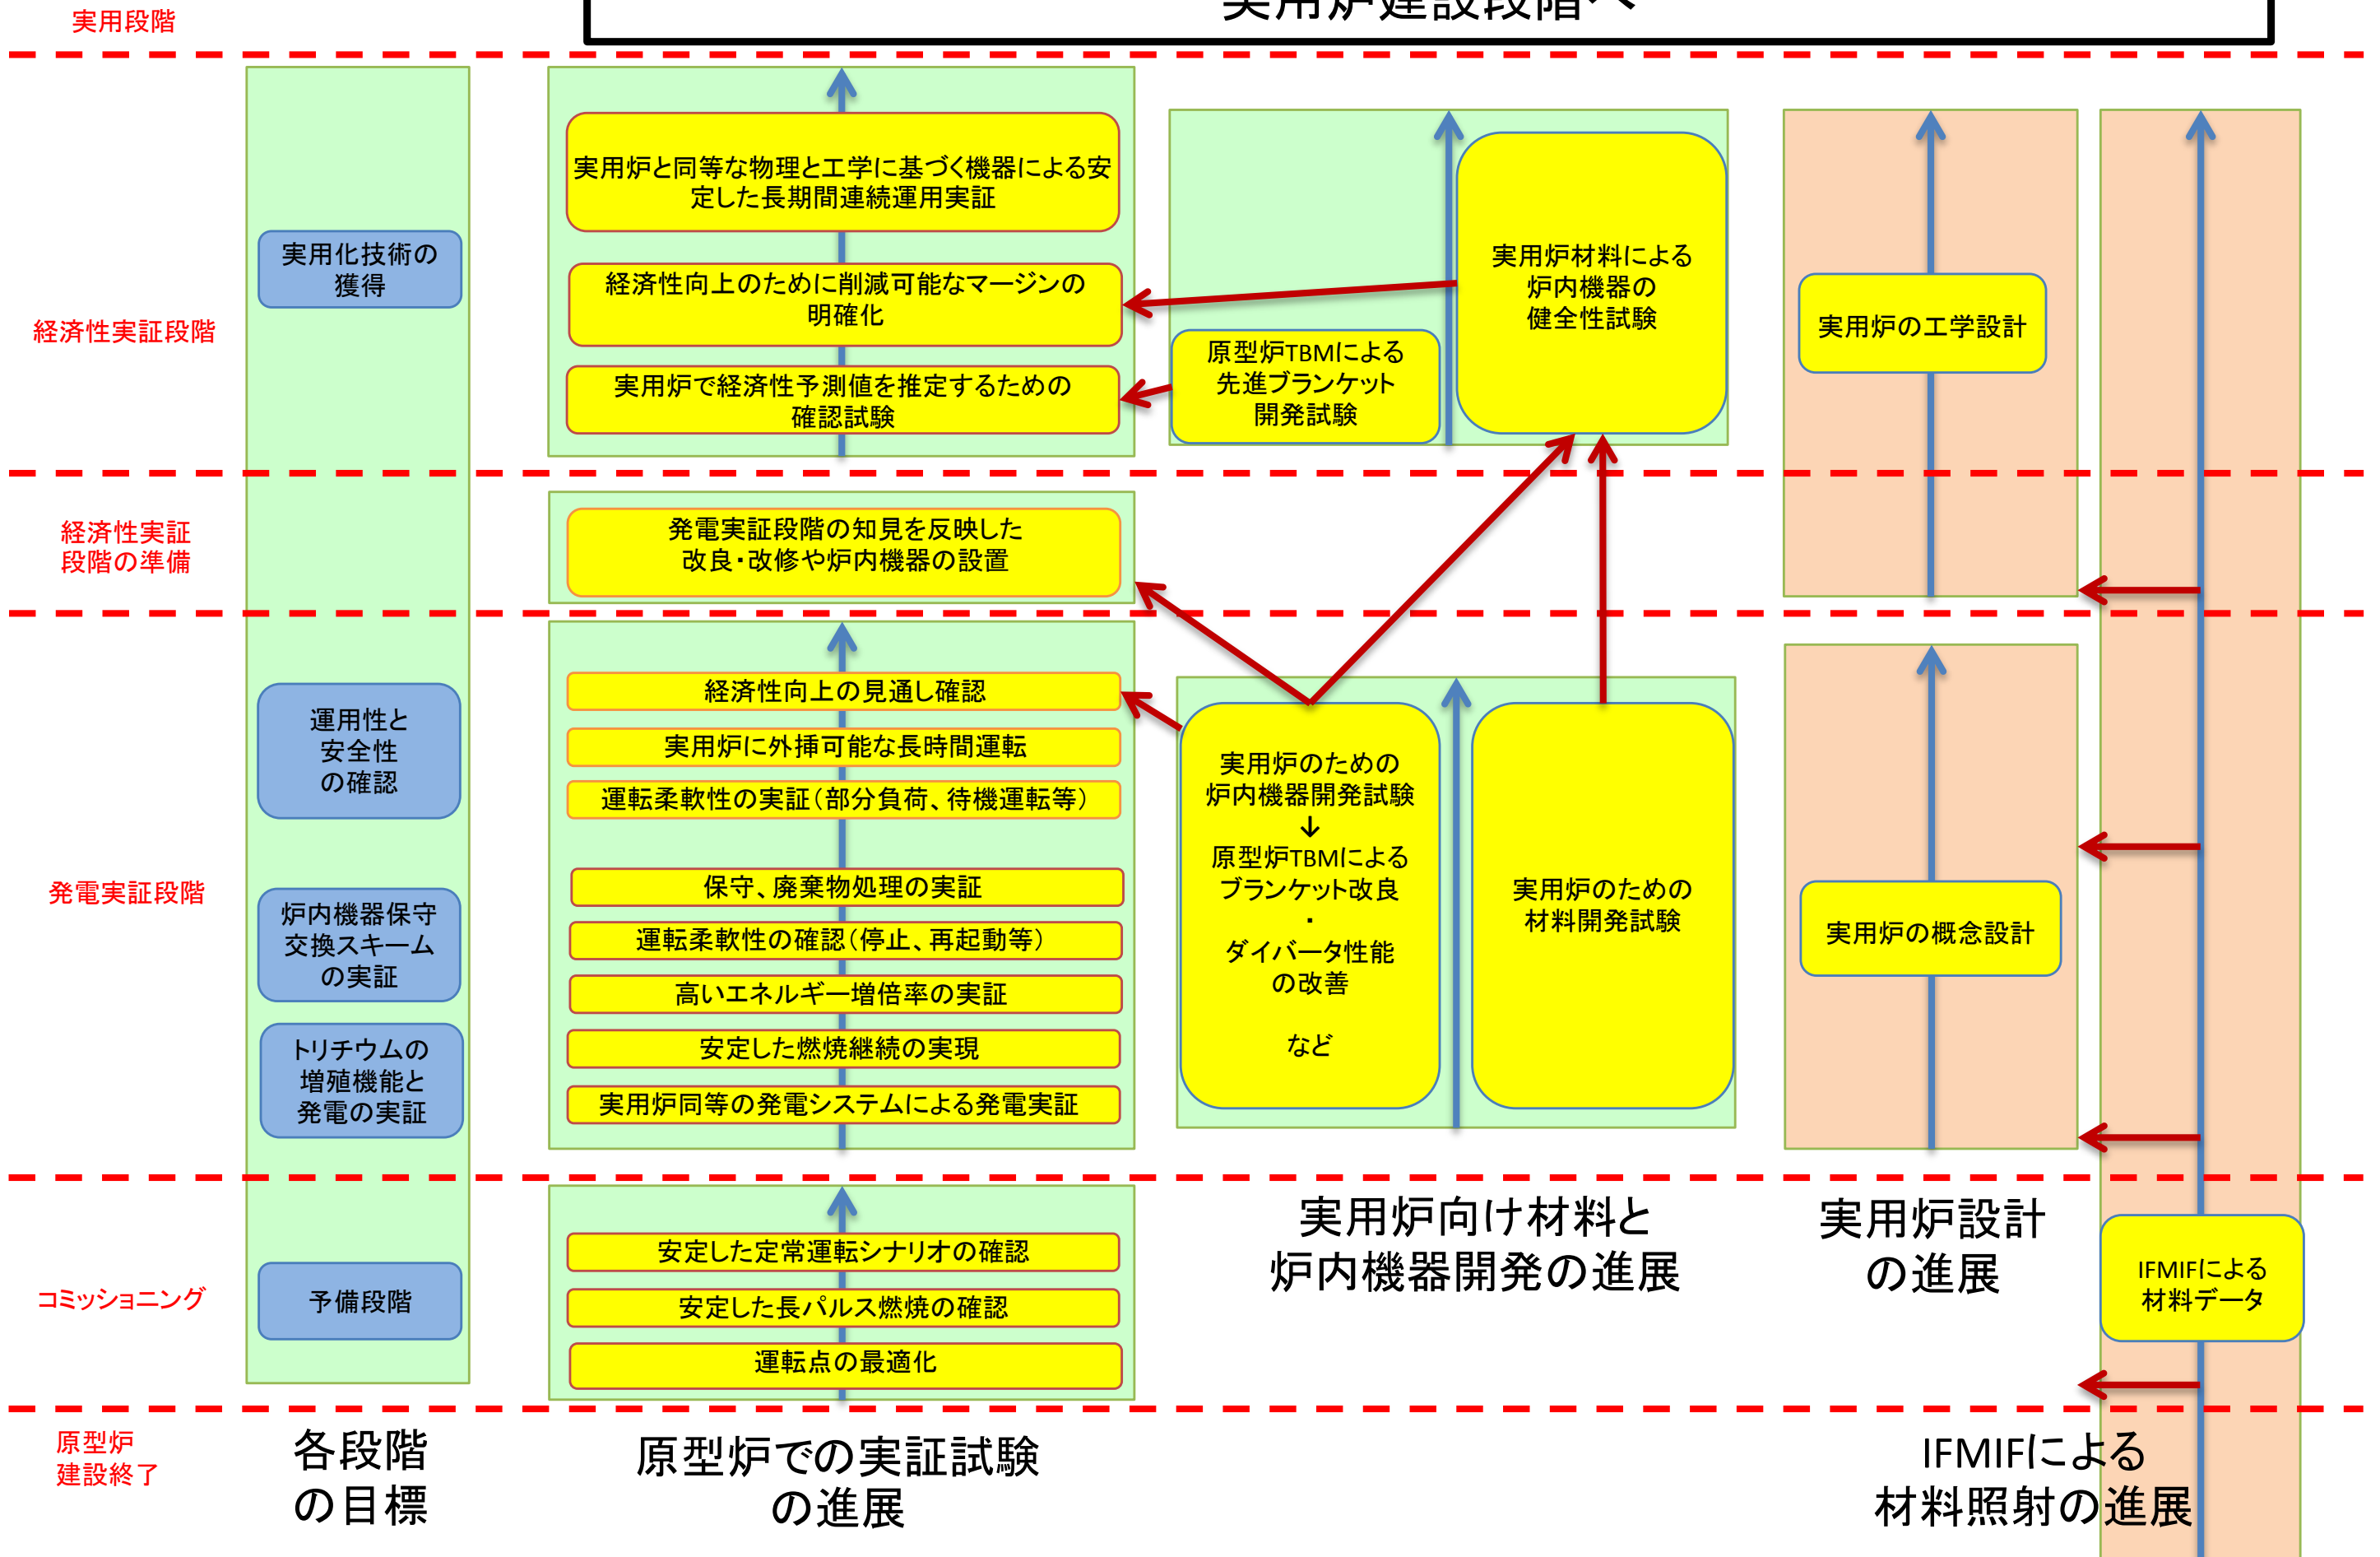 実用炉建設段階へ
実用段階
実用炉と同等な物理と工学に基づく機器による安
定した長期間連続運用実証
実用化技術の
獲得
経済性向上のために削減可能なマージンの
明確化
実用炉材料による
炉内機器の
健全性試験
経済性実証段階
実用炉の工学設計
原型炉TBMによる
先進ブランケット
開発試験
実用炉で経済性予測値を推定するための
確認試験
経済性実証
段階の準備
発電実証段階の知見を反映した
改良・改修や炉内機器の設置
運用性と
安全性
の確認
経済性向上の見通し確認
実用炉に外挿可能な長時間運転
運転柔軟性の実証(部分負荷、待機運転等)
実用炉のための
炉内機器開発試験
↓
原型炉TBMによる
ブランケット改良
・
ダイバータ性能
の改善
など
実用炉のための
材料開発試験
発電実証段階
保守、廃棄物処理の実証
炉内機器保守
交換スキーム
の実証
運転柔軟性の確認(停止、再起動等)
実用炉の概念設計
高いエネルギー増倍率の実証
トリチウムの
増殖機能と
発電の実証
安定した燃焼継続の実現
実用炉同等の発電システムによる発電実証
実用炉向け材料と
炉内機器開発の進展
実用炉設計
の進展
コミッショニング
予備段階
安定した定常運転シナリオの確認
安定した長パルス燃焼の確認
運転点の最適化
IFMIFによる
材料データ
原型炉
建設終了
各段階
の目標
原型炉での実証試験
の進展
IFMIFによる
材料照射の進展